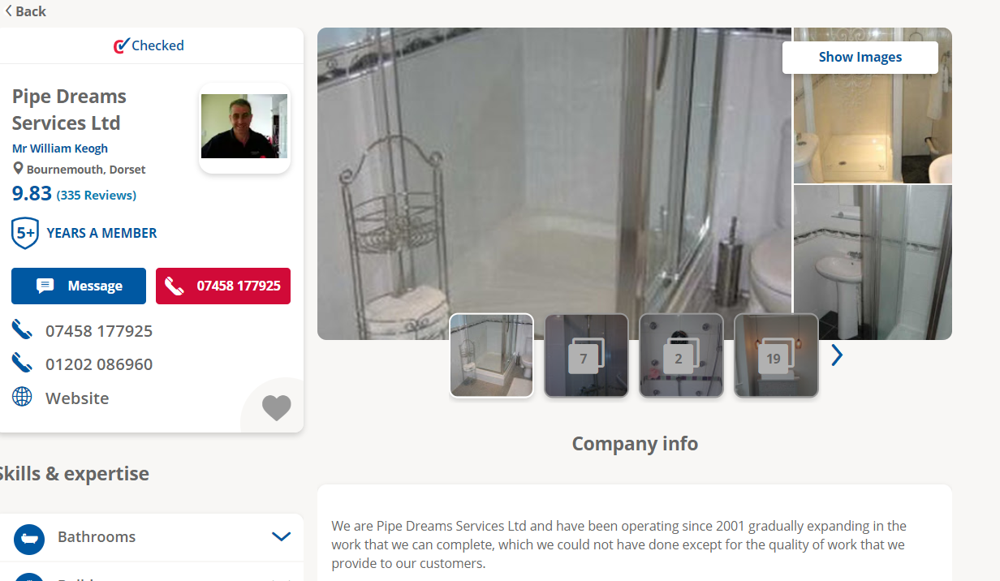 Back
Checked
Pipe Dreams
Services Ltd
Mr William Keogh
Bournemouth, Dorset
9.83 (335 Reviews)
5+ YEARS A MEMBER
Message
07458 177925
07458 177925
01202 086960
Website
Skills & expertise
Bathrooms
Show Images
7
2
19
Company info
We are Pipe Dreams Services Ltd and have been operating since 2001 gradually expanding in the
work that we can complete, which we could not have done except for the quality of work that we
provide to our customers.